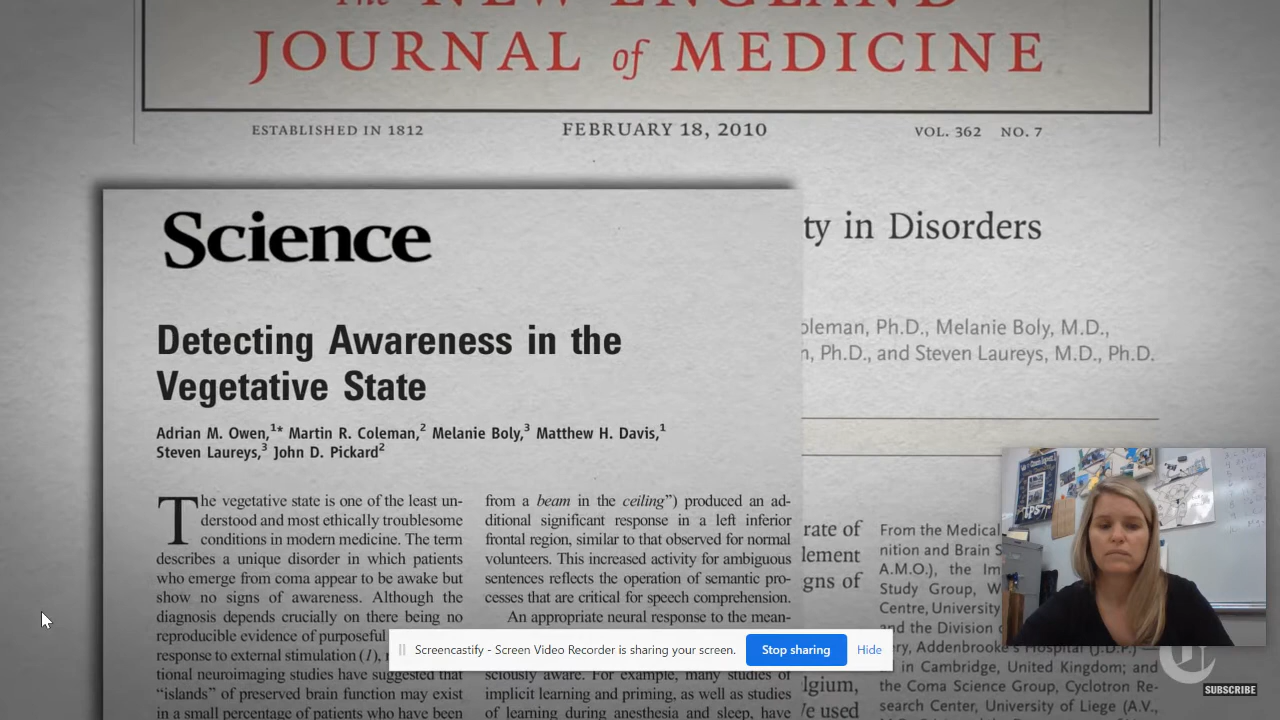 The NEW ENGLAND
JOURNAL of MEDICINE
ESTABLISHED IN 1812
FEBRUARY 18, 2010
VOL. 362 NO. 7
Science
Detecting Awareness in the
Vegetative State
Adrian M. Owen,1* Martin R. Coleman,2 Melanie Boly,3 Matthew H. Davis,1
Steven Laureys,3 John D. Pickard2
The vegetative state is one of the least un-
derstood and most ethically troublesome
conditions in modern medicine. The term
describes a unique disorder in which patients
who emerge from coma appear to be awake but
show no signs of awareness. Although the
diagnosis depends crucially on there being no
reproducible evidence of purposeful
response to external stimulation (1),
tional neuroimaging studies have suggested that
“islands” of preserved brain function may exist
in a small percentage of patients who have been
from a beam in the ceiling”) produced an ad-
ditional significant response in a left inferior
frontal region, similar to that observed for normal
volunteers. This increased activity for ambiguous
sentences reflects the operation of semantic pro-
cesses that are critical for speech comprehension.
An appropriate neural response to the mean-
sciously aware. For example, many studies of
implicit learning and priming, as well as studies
of learning during anesthesia and sleep, have
ty in Disorders
oleman, Ph.D., Melanie Boly, M.D.,
n, Ph.D., and Steven Laureys, M.D., Ph.D.
rate of
lement
gns of
lgium,
e used
From the Medical
nition and Brain S
A.M.O.), the Im
Study Group, W
Centre, University
and the Division o
ry, Addenbrooke's Hospital (J.D.P.) —
in Cambridge, United Kingdom; and
the Coma Science Group, Cyclotron Re-
search Center, University of Liege (A.V.,
Screencastify - Screen Video Recorder is sharing your screen.
Stop sharing
Hide
SUBSCRIBE